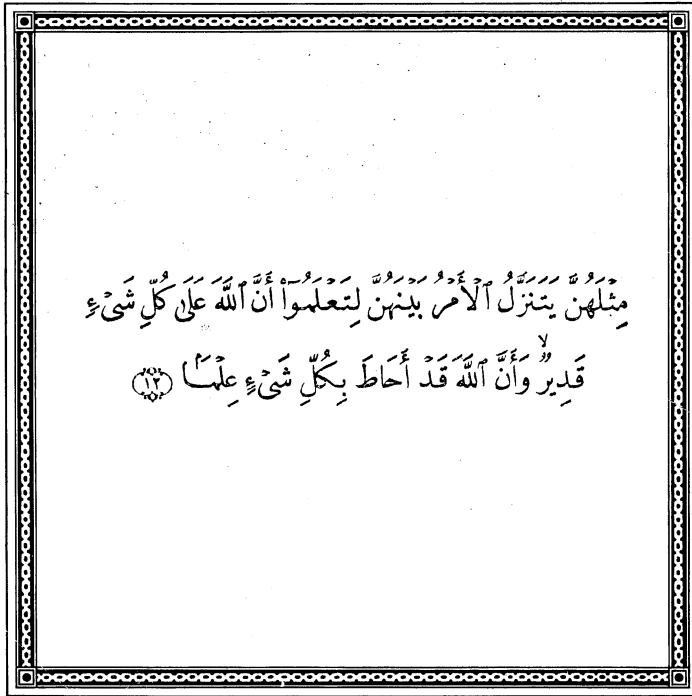 مِثْلَهُنَّ يَتَنَزَّلُ ٱلْأَمْرُ بَيْنَهُنَّ لِتَعْلَمُوٓا۟ أَنَّ ٱللَّهَ عَلَىٰ كُلِّ شَىْءٍ
قَدِيرٌ ۙ وَأَنَّ ٱللَّهَ قَدْ أَحَاطَ بِكُلِّ شَىْءٍ عِلْمًۢا ﴿١٢﴾